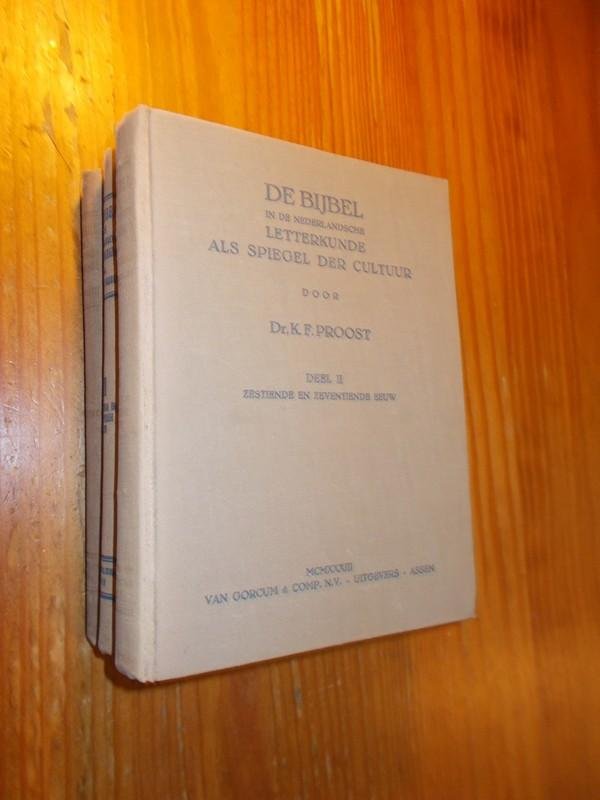 DE BIJBEL
IN DE NEDERLANDSCHE
LETTERKUNDE
ALS SPIEGEL DER CULTUUR
DOOR
Dr. K. F. PROOST
DEEL II
ZESTIENDE EN ZEVENTIENDE EEUW
MCMXXXIII
VAN GORCUM & COMP. N.V. - UITGEVERS - ASSEN